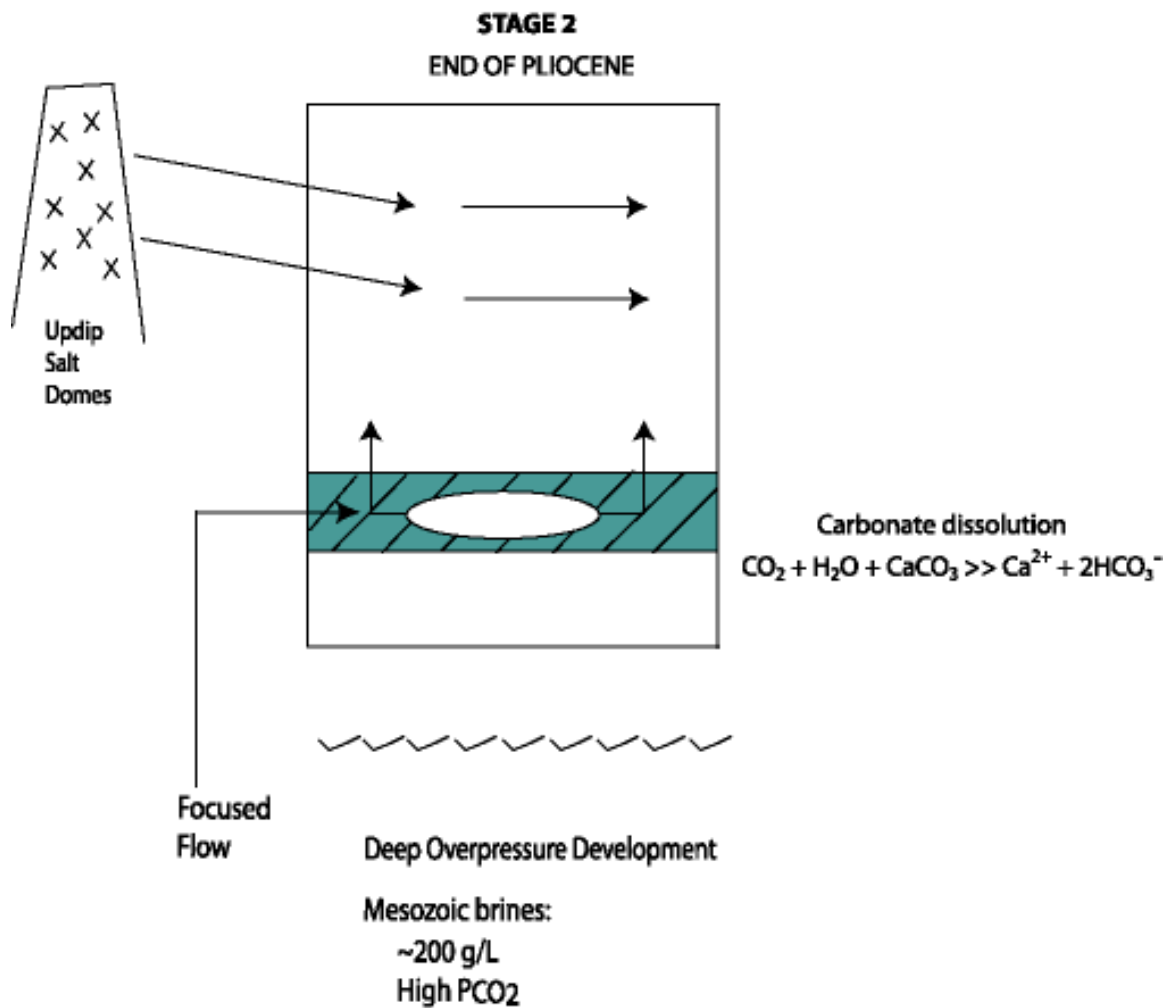 STAGE 2
END OF PLIOCENE
Updip
Salt
Domes
Carbonate dissolution
CO₂ + H₂O + CaCO₃ >> Ca²⁺ + 2HCO₃⁻
Focused
Flow
Deep Overpressure Development
Mesozoic brines:
~200 g/L
High PCO2